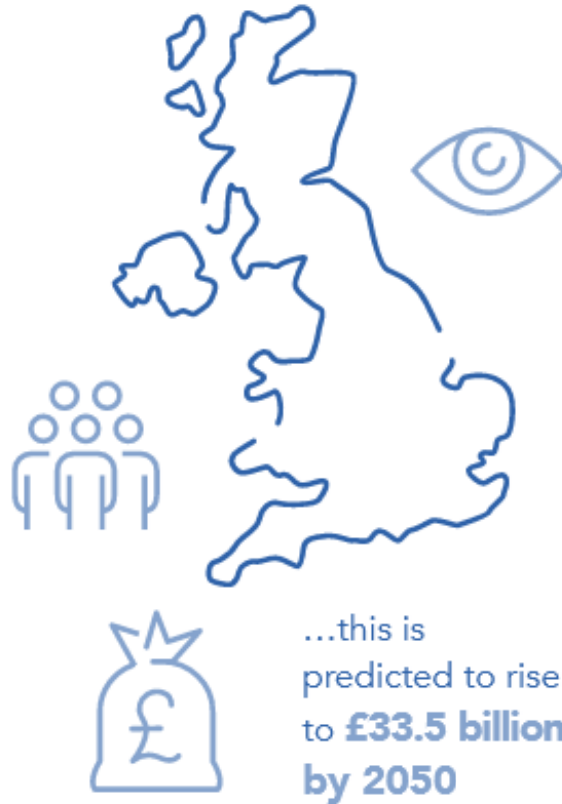 £
...this is
predicted to rise
to £33.5 billion
by 2050